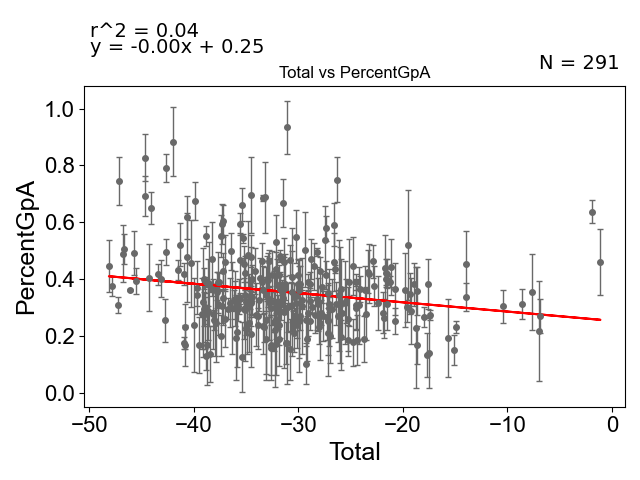 r^2 = 0.04
y = -0.00x + 0.25
N = 291
Total vs PercentGpA
PercentGpA
1.0
0.8
0.6
0.4
0.2
0.0
−50
−40
−30
−20
−10
0
Total